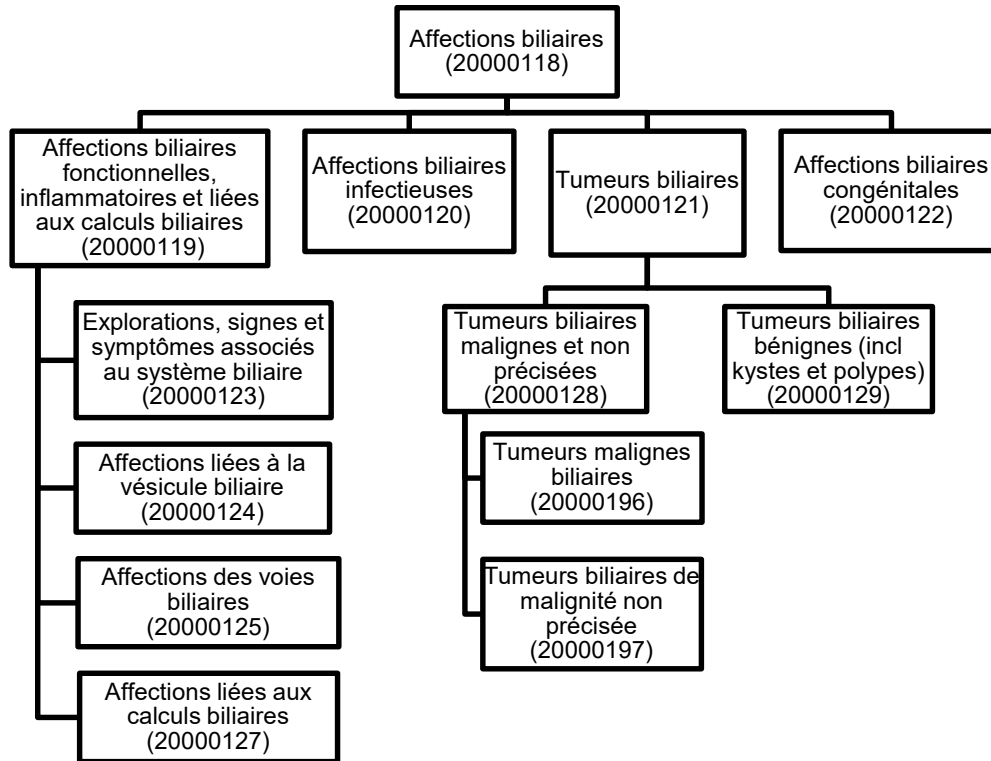 Affections biliaires
(20000118)
Affections biliaires
fonctionnelles,
inflammatoires et liées
aux calculs biliaires
(20000119)
Affections biliaires
infectieuses
(20000120)
Tumeurs biliaires
(20000121)
Affections biliaires
congénitales
(20000122)
Explorations, signes et
symptômes associés
au système biliaire
(20000123)
Affections liées à la
vésicule biliaire
(20000124)
Affections des voies
biliaires
(20000125)
Affections liées aux
calculs biliaires
(20000127)
Tumeurs biliaires
malignes et non
précisées
(20000128)
Tumeurs malignes
biliaires
(20000196)
Tumeurs biliaires de
malignité non
précisée
(20000197)
Tumeurs biliaires
bénignes (incl
kystes et polypes)
(20000129)